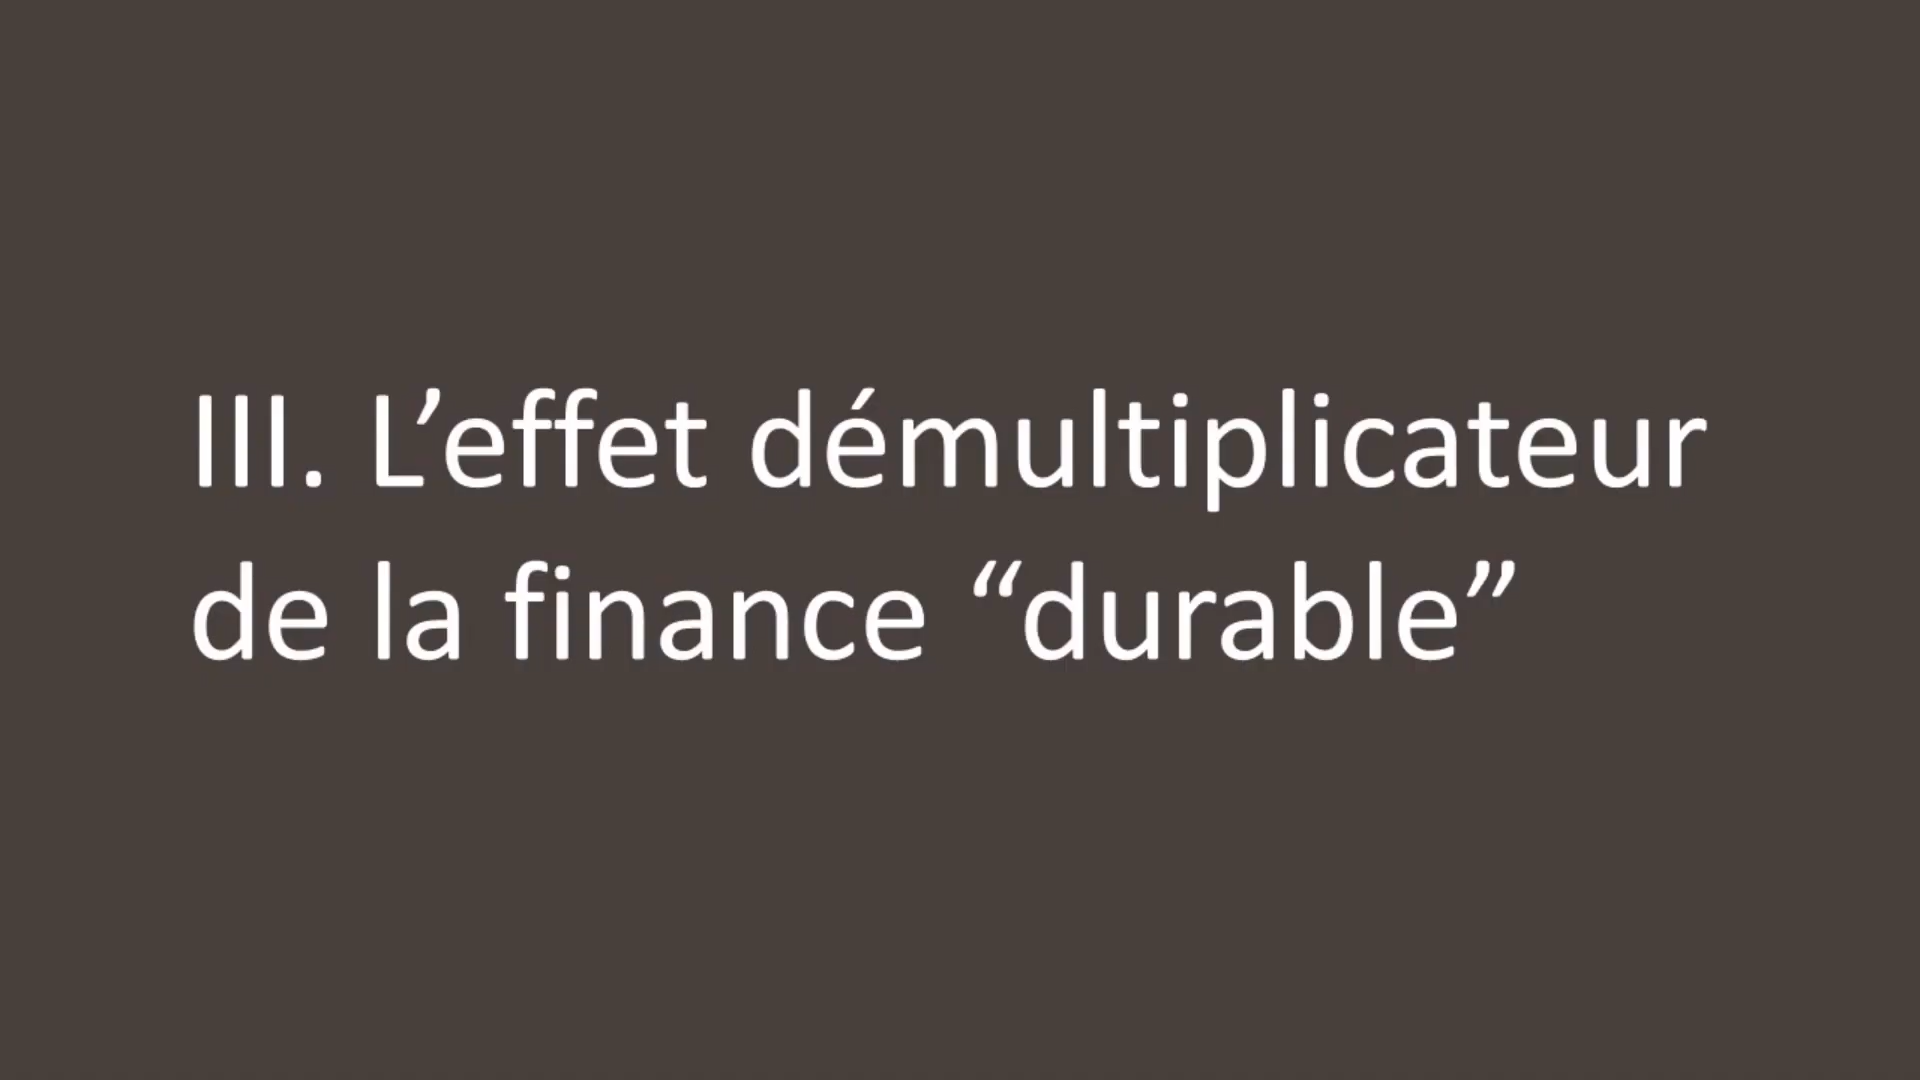 III. L’effet démultiplicateur
de la finance “durable”